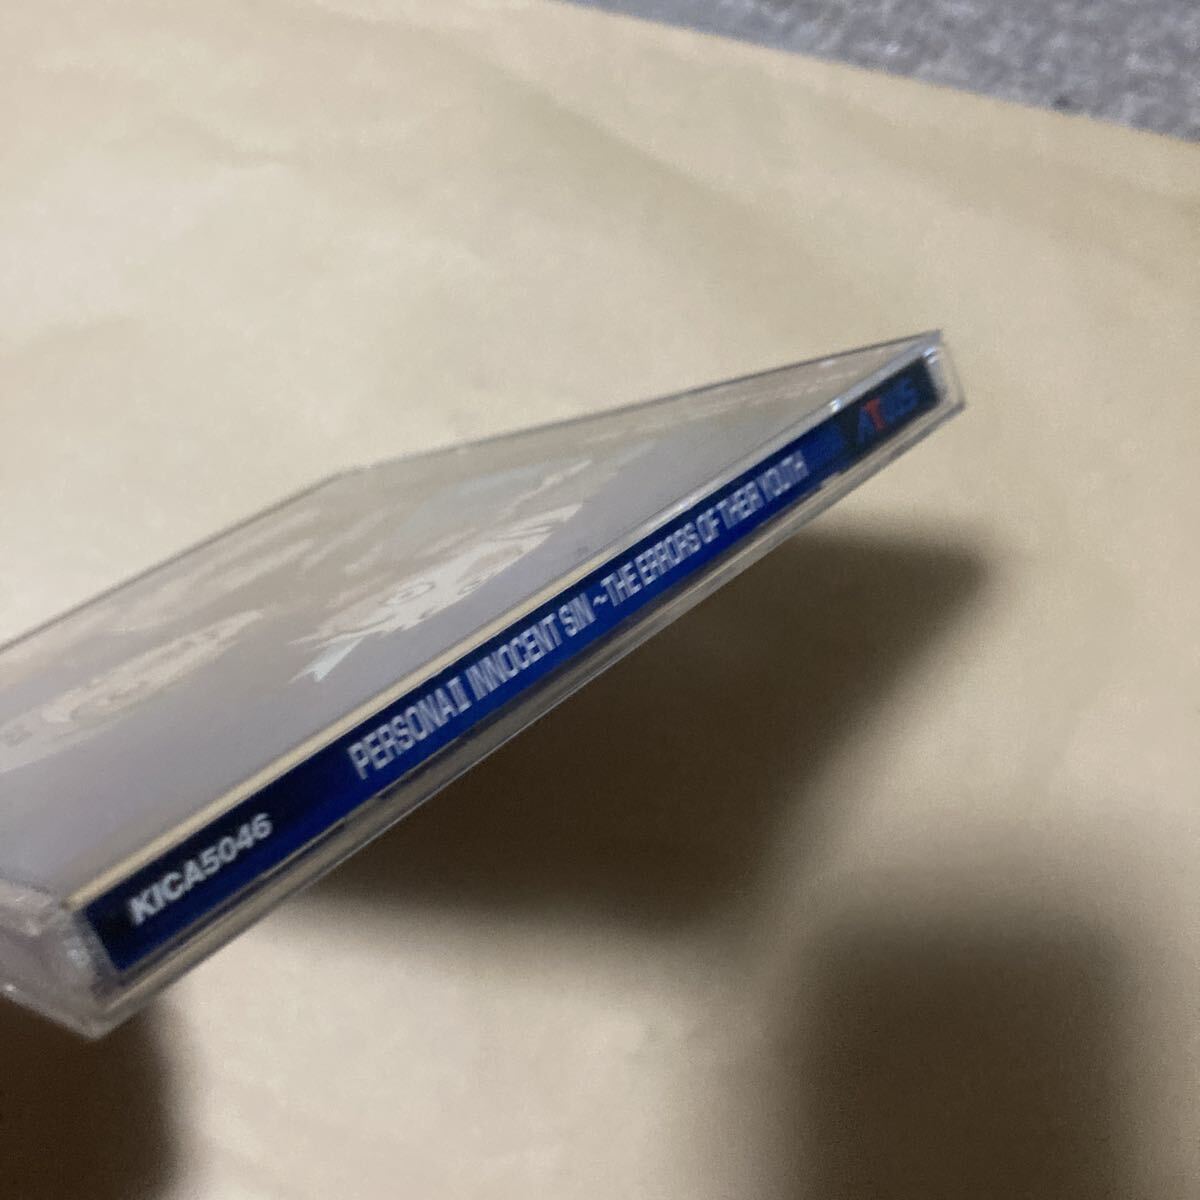 KICA5046
PERSONA II INNOCENT SIN ~THE ERRORS OF THEIR YOUTH
ATLUS